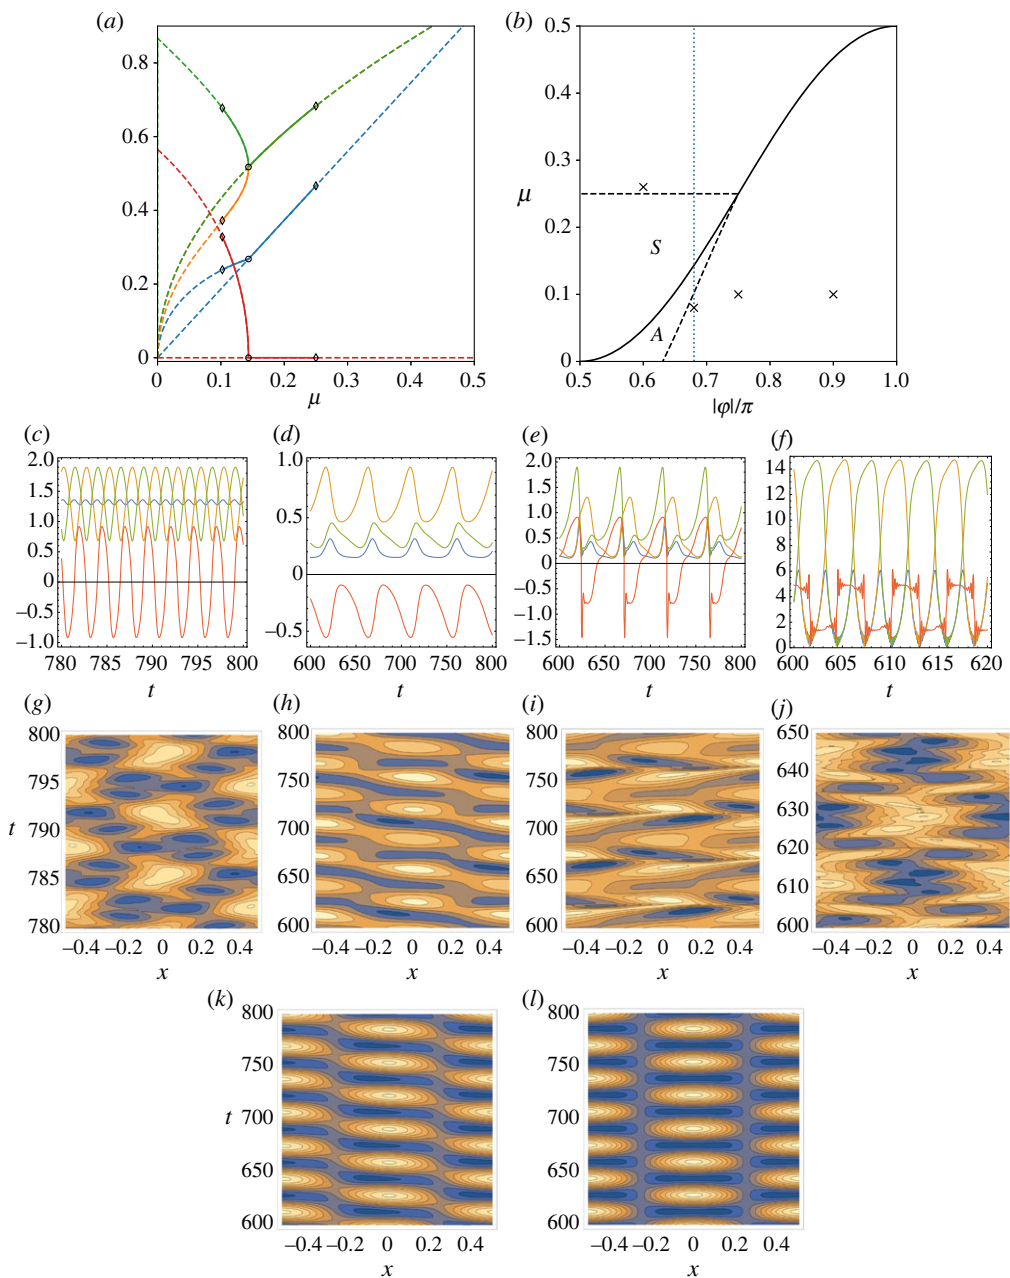 (a)
0.8
0.6
0.4
0.2
0
0 0.1 0.2 0.3 0.4 0.5
μ
(b)
0.5
0.4
0.3
μ
0.2
0.1
0
S
A
0.5 0.6 0.7 0.8 0.9 1.0
|φ|/π
(c)
2.0
1.5
1.0
0.5
0
−0.5
−1.0
780 785 790 795 800
t
(d)
1.0
0.5
0
−0.5
600 650 700 750 800
t
(e)
2.0
1.5
1.0
0.5
0
−0.5
−1.0
−1.5
600 650 700 750 800
t
(f)
14
12
10
8
6
4
2
0
600 605 610 615 620
t
(g)
800
795
t 790
785
780
−0.4 −0.2 0 0.2 0.4
x
(h)
800
750
700
650
600
−0.4 −0.2 0 0.2 0.4
x
(i)
800
750
700
650
600
−0.4 −0.2 0 0.2 0.4
x
(j)
650
640
630
620
610
600
−0.4 −0.2 0 0.2 0.4
x
(k)
800
750
t 700
650
600
−0.4 −0.2 0 0.2 0.4
x
(l)
800
750
700
650
600
−0.4 −0.2 0 0.2 0.4
x